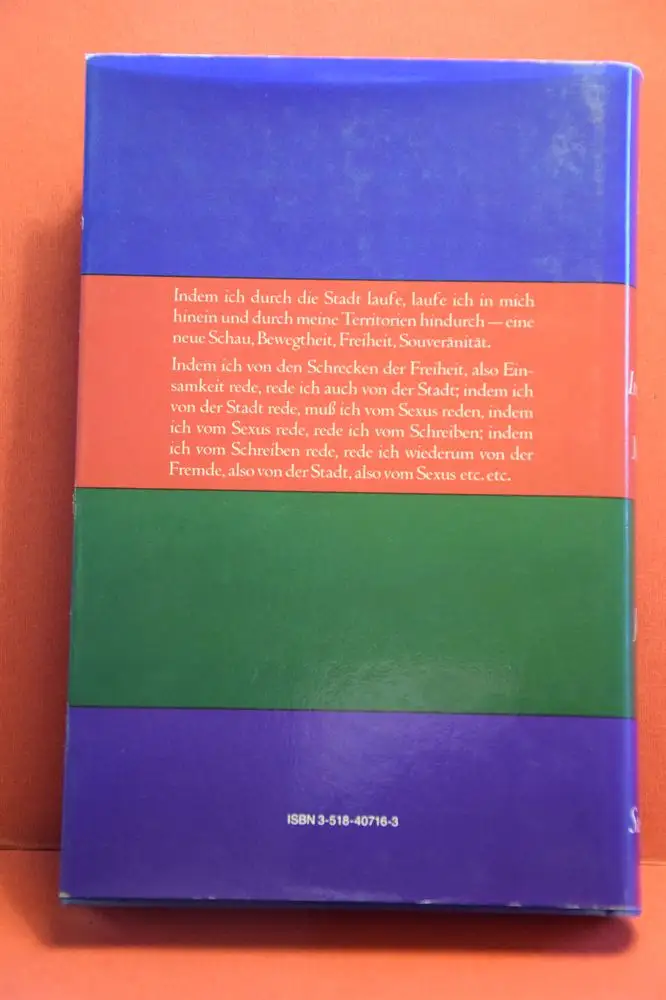 Indem ich durch die Stadt laufe, laufe ich in mich
hinein und durch meine Territorien hindurch — eine
neue Schau, Bewegtheit, Freiheit, Souveränität.
Indem ich von den Schrecken der Freiheit, also Ein-
samkeit rede, rede ich auch von der Stadt; indem ich
von der Stadt rede, muß ich vom Sexus reden, indem
ich vom Sexus rede, rede ich vom Schreiben; indem
ich vom Schreiben rede, rede ich wiederum von der
Fremde, also von der Stadt, also vom Sexus etc. etc.
ISBN 3-518-40716-3